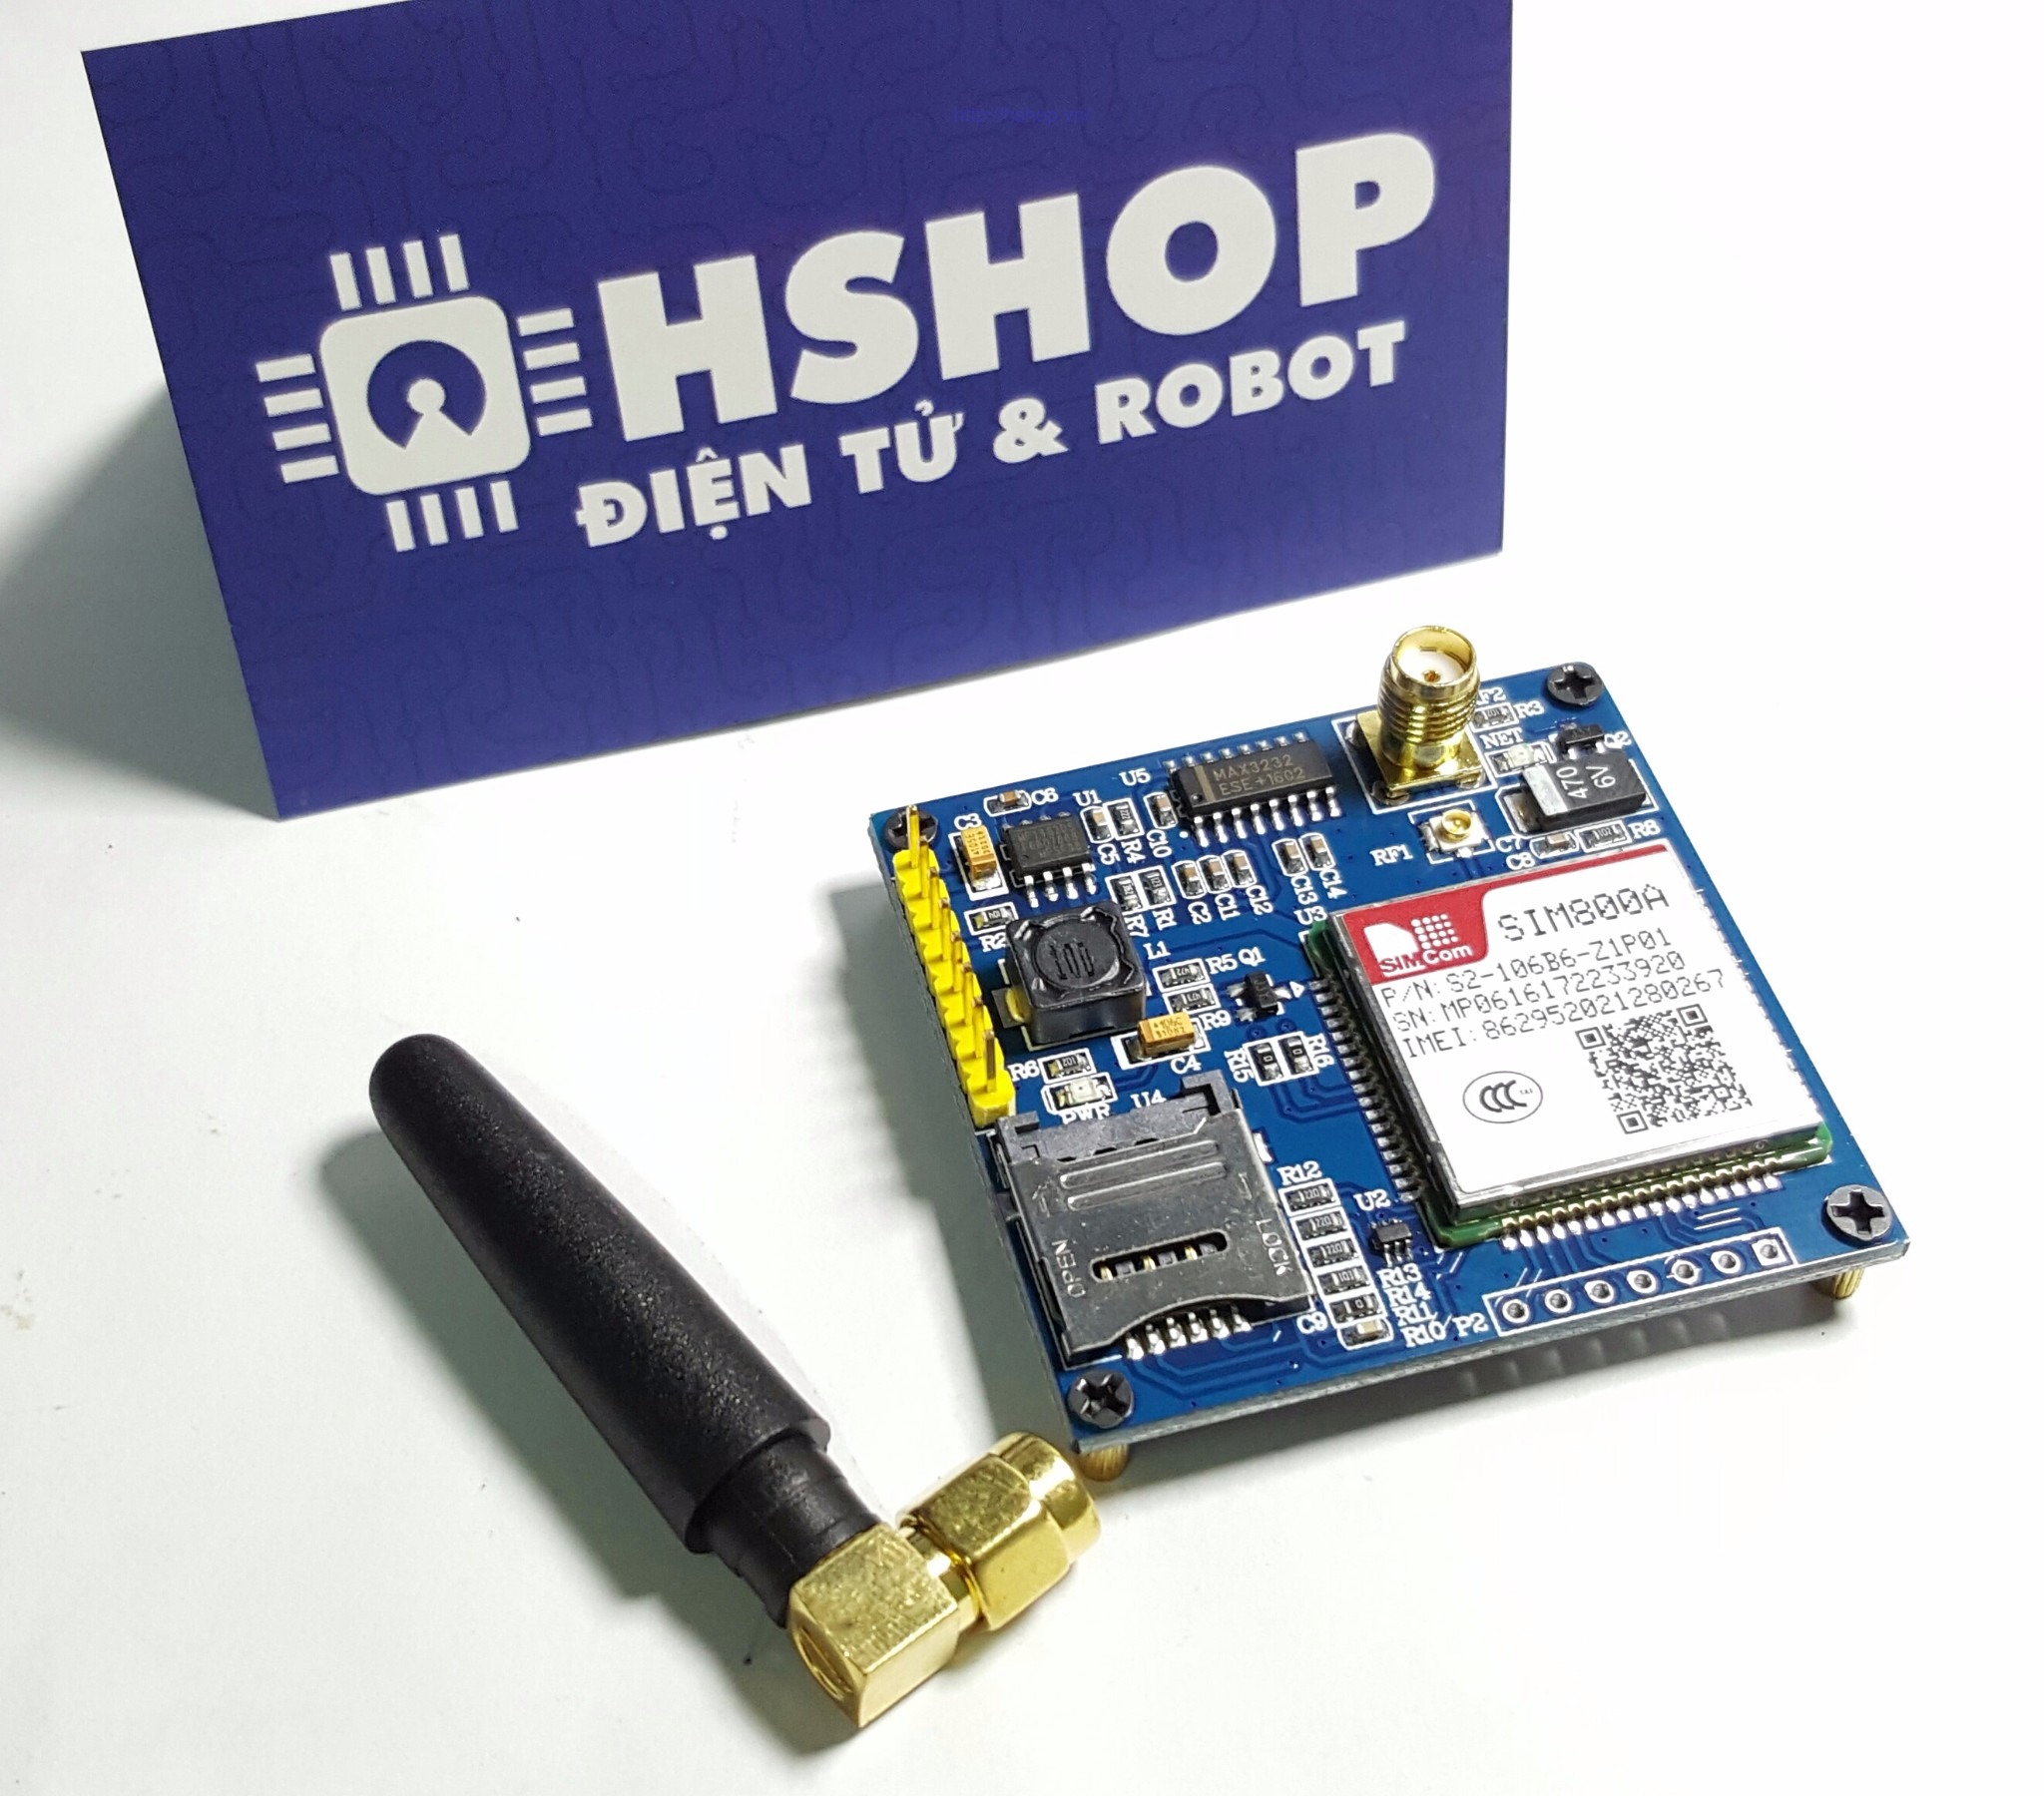 HSHOP
ĐIỆN TỬ & ROBOT
F2
R3
NET
Q2
470
6V
U5
MAX3232
ESE+1602
C6
U1
C3
C5
R4
C10
RF1
C7
C8
R8
R7
R1
C2
C11
C12
C13
C14
U3
R2
100
L1
R5
Q1
R9
C4
R15
R16
R6
PWR
U4
SIMCom
SIM800A
P/N: S2-106B6-Z1P01
SN: MP0616172233920
IMEI: 862952021280267
CCC
OPEN
LOCK
R12
U2
R13
R14
R11
C9
R10
P2